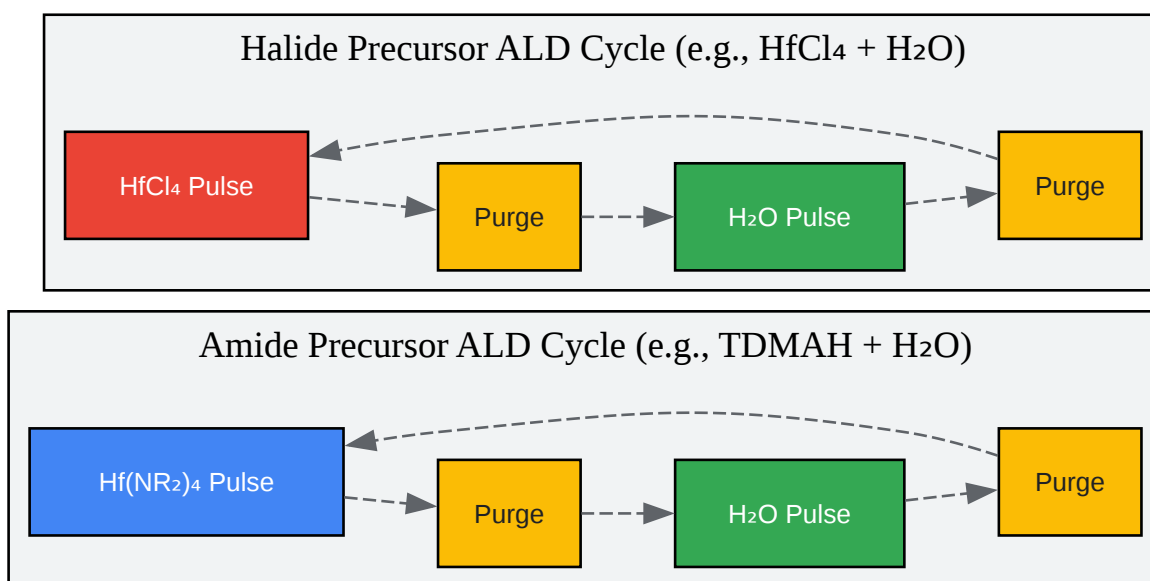 Halide Precursor ALD Cycle (e.g., HfCl₄ + H₂O)
HfCl₄ Pulse
Purge
H₂O Pulse
Purge
Amide Precursor ALD Cycle (e.g., TDMAH + H₂O)
Hf(NR₂)₄ Pulse
Purge
H₂O Pulse
Purge